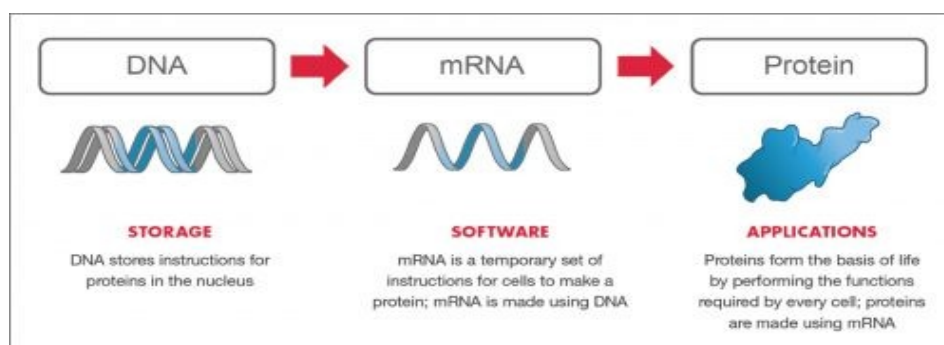 DNA
mRNA
Protein
STORAGE
DNA stores instructions for
proteins in the nucleus
SOFTWARE
mRNA is a temporary set of
instructions for cells to make a
protein; mRNA is made using DNA
APPLICATIONS
Proteins form the basis of life
by performing the functions
required by every cell; proteins
are made using mRNA